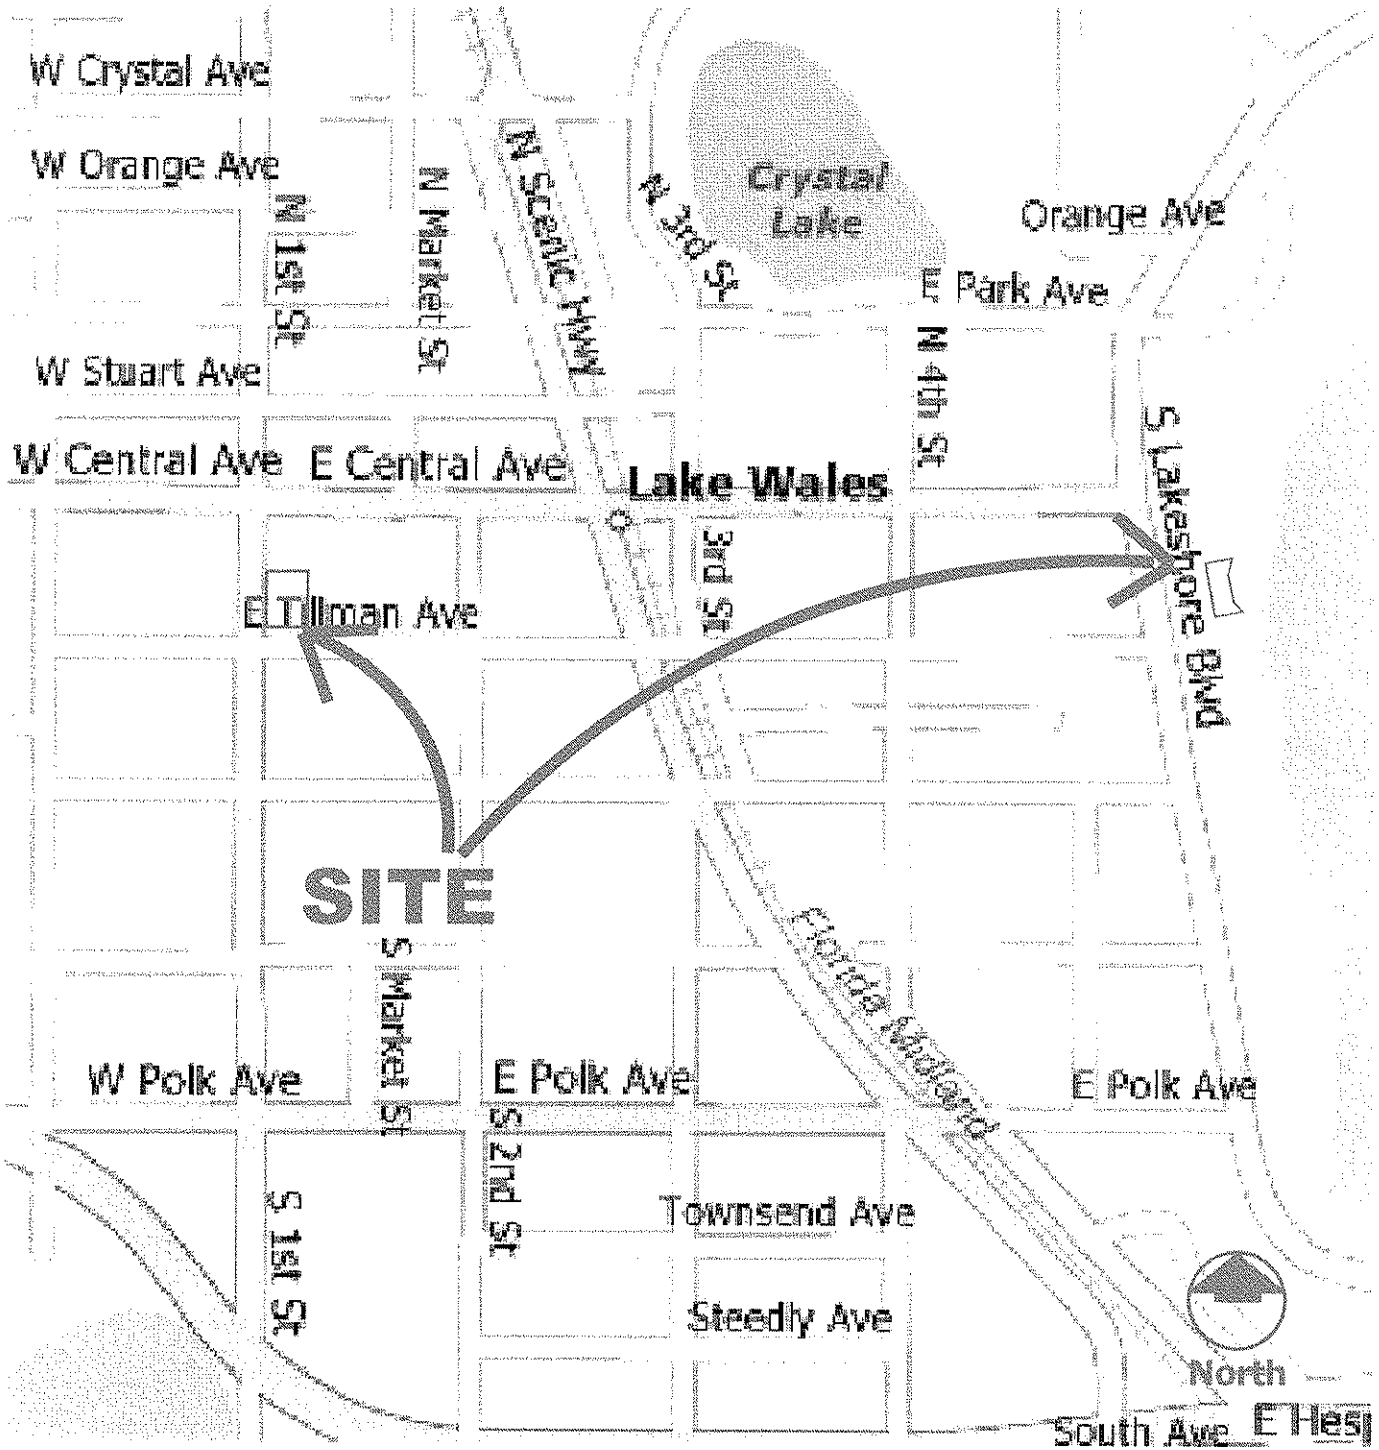 W Crystal Ave
W Orange Ave
N 1st St
N Market St
N Scenic Hwy
N 3rd St
Crystal
Lake
Orange Ave
E Park Ave
W Stuart Ave
N 4th St
S Lakeshore Blvd
W Central Ave
E Central Ave
Lake Wales
3rd St
E Tillman Ave
SITE
S Market St
Florida Midland
W Polk Ave
E Polk Ave
E Polk Ave
S 2nd St
S 1st St
Townsend Ave
Steedly Ave
North
South Ave
E Hesp